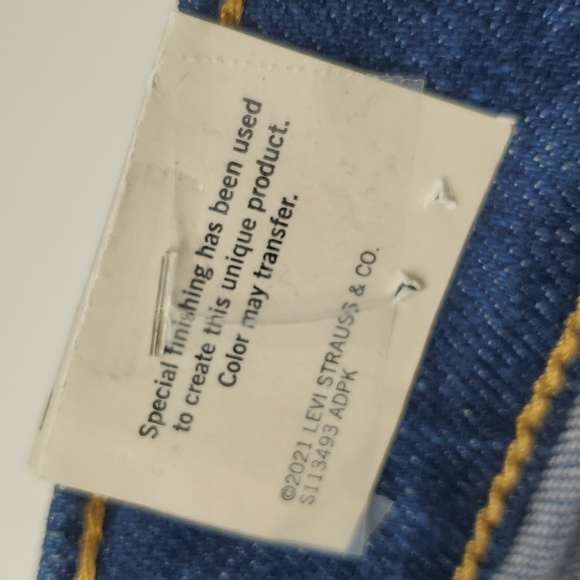 Special finishing has been used
to create this unique product.
Color may transfer.
©2021 LEVI STRAUSS & CO.
S113493 ADPK